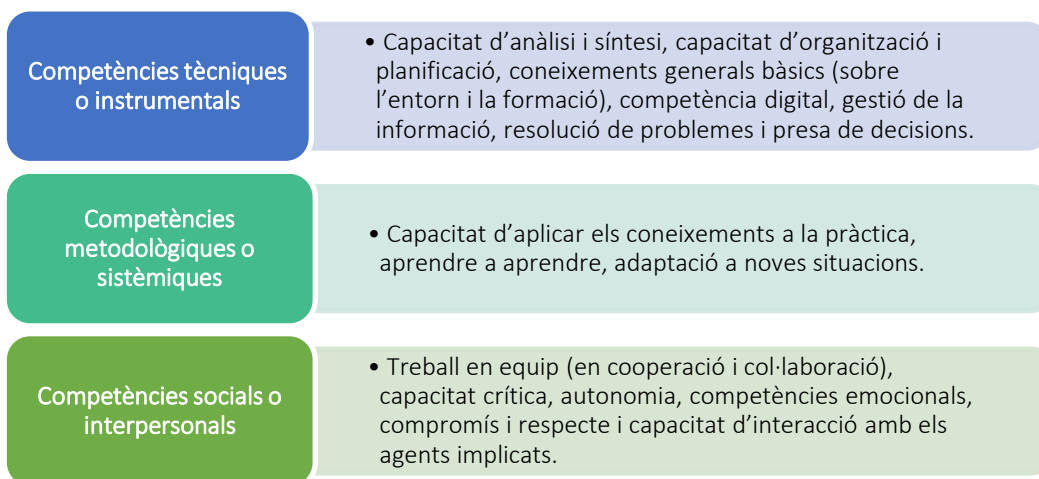 Competències tècniques
o instrumentals
• Capacitat d'anàlisi i síntesi, capacitat d'organització i
planificació, coneixements generals bàsics (sobre
l'entorn i la formació), competència digital, gestió de la
informació, resolució de problemes i presa de decisions.
Competències
metodològiques o
sistèmiques
• Capacitat d'aplicar els coneixements a la pràctica,
aprendre a aprendre, adaptació a noves situacions.
Competències socials o
interpersonals
• Treball en equip (en cooperació i col·laboració),
capacitat crítica, autonomia, competències emocionals,
compromís i respecte i capacitat d'interacció amb els
agents implicats.